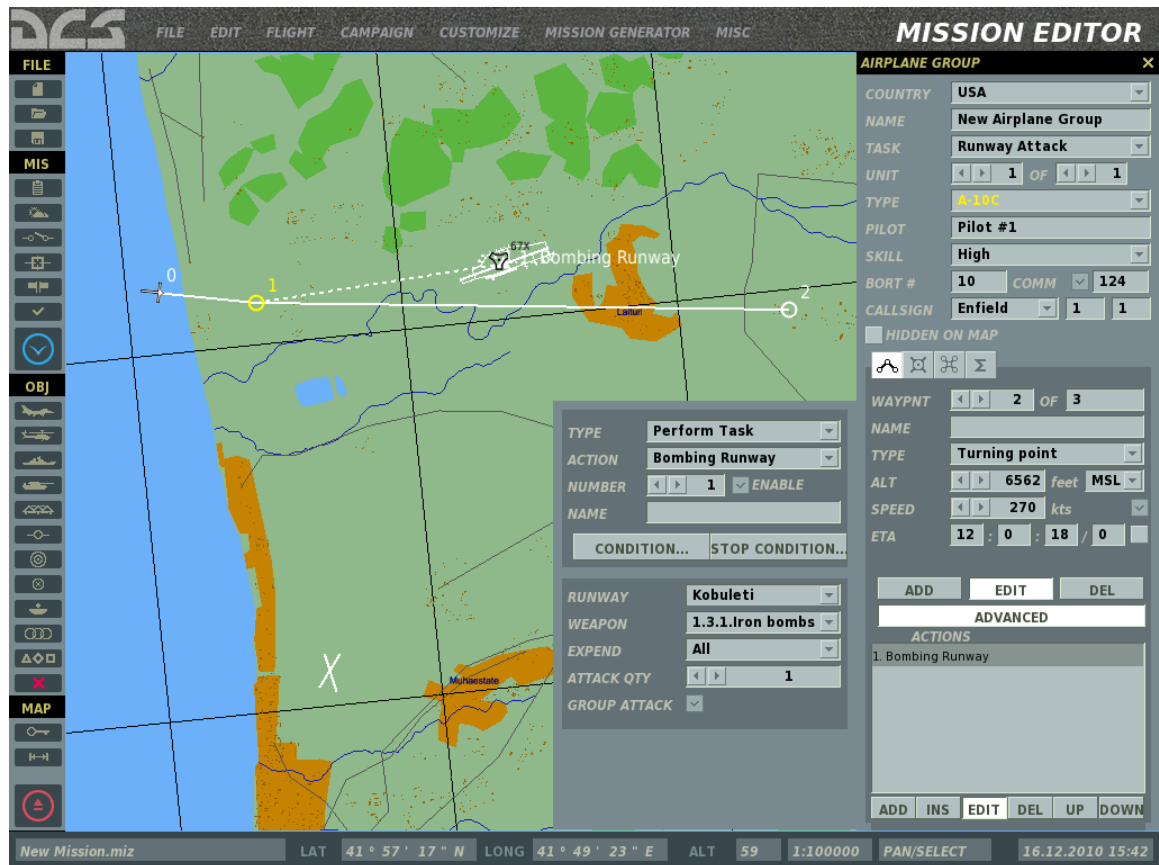 DCS
FILE EDIT FLIGHT CAMPAIGN CUSTOMIZE MISSION GENERATOR MISC
MISSION EDITOR
FILE
MIS
OBJ
MAP
0
1
67X
1. Bombing Runway
2
Laituri
Muhaestate
TYPE Perform Task
ACTION Bombing Runway
NUMBER 1 ENABLE
NAME
CONDITION... STOP CONDITION...
RUNWAY Kobuleti
WEAPON 1.3.1.Iron bombs
EXPEND All
ATTACK QTY 1
GROUP ATTACK
AIRPLANE GROUP X
COUNTRY USA
NAME New Airplane Group
TASK Runway Attack
UNIT 1 OF 1
TYPE A-10C
PILOT Pilot #1
SKILL High
BORT # 10 COMM 124
CALLSIGN Enfield 1 1
HIDDEN ON MAP
Σ
WAYPNT 2 OF 3
NAME
TYPE Turning point
ALT 6562 feet MSL
SPEED 270 kts
ETA 12 : 0 : 18 / 0
ADD EDIT DEL
ADVANCED
ACTIONS
1. Bombing Runway
ADD INS EDIT DEL UP DOWN
New Mission.miz LAT 41 ° 57 ' 17 " N LONG 41 ° 49 ' 23 " E ALT 59 1:100000 PAN/SELECT 16.12.2010 15:42